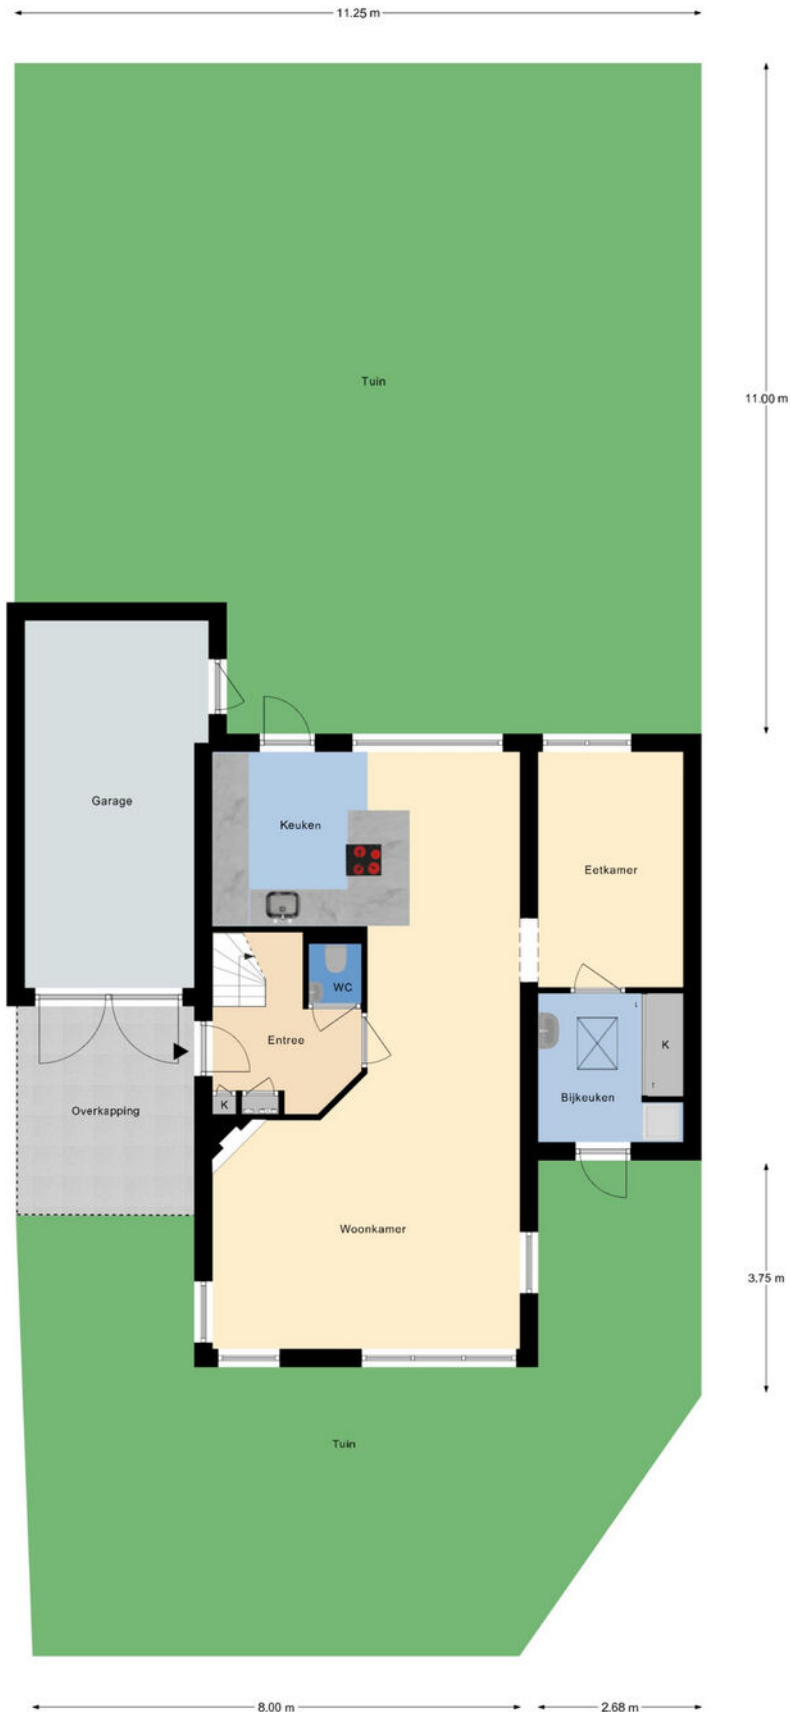 11.25 m
Tuin
11.00 m
Garage
Keuken
Eetkamer
WC
Entree
K
Bijkeuken
K
Overkapping
Woonkamer
3.75 m
Tuin
8.00 m
2.68 m